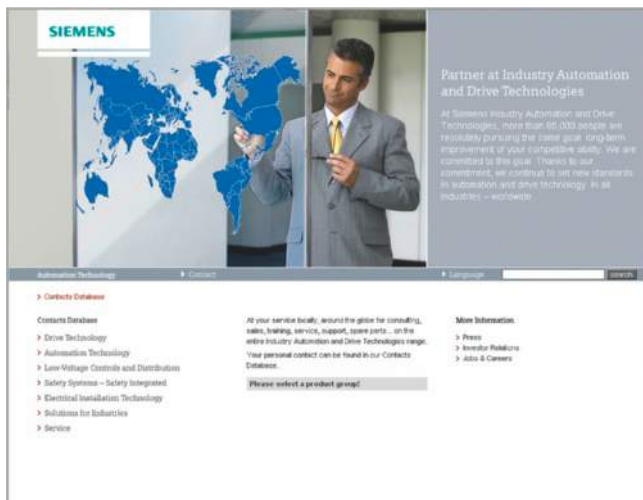 SIEMENS
Partner at Industry Automation
and Drive Technologies
At Siemens Industry Automation and Drive
Technologies, more than 85,000 people are
resolutely pursuing the same goal: long-term
improvement of your competitive ability. We are
committed to this goal. Thanks to our
commitment, we continue to set new standards
in automation and drive technology. In all
industries – worldwide
Automation Technology
Contact
Language
search
Contacts Database
Contacts Database
Drive Technology
Automation Technology
Low-Voltage Controls and Distribution
Safety Systems – Safety Integrated
Electrical Installation Technology
Solutions for Industries
Service
At your service locally, around the globe for consulting,
sales, training, service, support, spare parts... on the
entire Industry Automation and Drive Technologies range.
Your personal contact can be found in our Contacts
Database.
Please select a product group!
More Information
Press
Investor Relations
Jobs & Careers